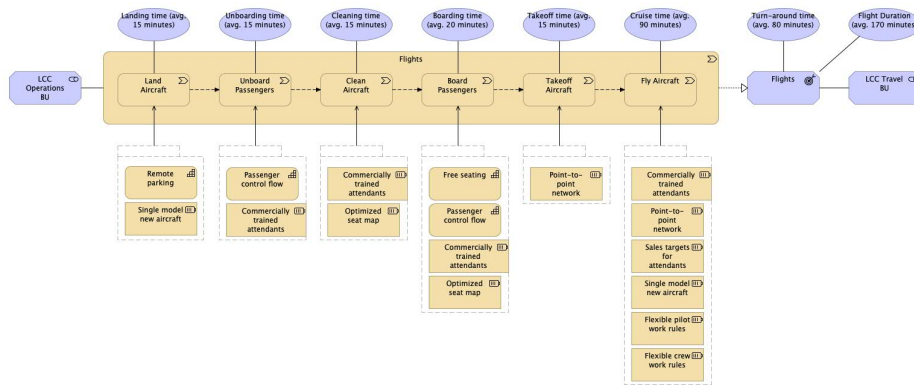 Landing time (avg.
15 minutes)
Unboarding time
(avg. 15 minutes)
Cleaning time
(avg. 15 minutes)
Boarding time
(avg. 20 minutes)
Takeoff time (avg.
15 minutes)
Cruise time (avg.
90 minutes)
Turn-around time
(avg. 80 minutes)
Flight Duration
(avg. 170 minutes
Flights
LCC
Operations
BU
Land
Aircraft
Unboard
Passengers
Clean
Aircraft
Board
Passengers
Takeoff
Aircraft
Fly Aircraft
Flights
LCC Travel
BU
Remote
parking
Single model
new aircraft
Passenger
control flow
Commercially
trained
attendants
Commercially
trained
attendants
Optimized
seat map
Free seating
Passenger
control flow
Commercially
trained
attendants
Optimized
seat map
Point-to-
point
network
Commercially
trained
attendants
Point-to-
point
network
Sales targets
for
attendants
Single model
new aircraft
Flexible pilot
work rules
Flexible crew
work rules